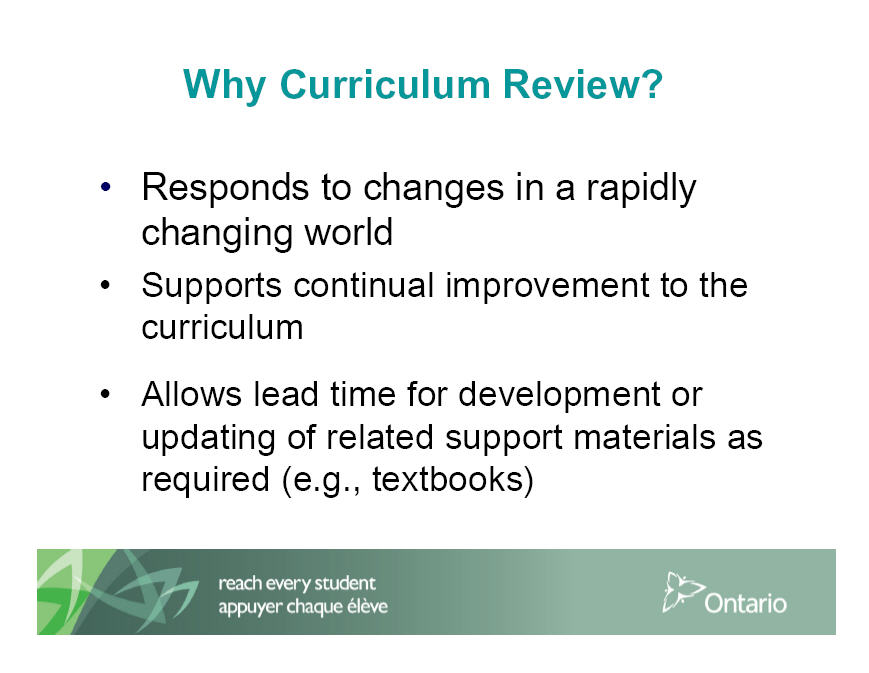 Why Curriculum Review?
• Responds to changes in a rapidly
changing world
• Supports continual improvement to the
curriculum
• Allows lead time for development or
updating of related support materials as
required (e.g., textbooks)
reach every student
appuyer chaque élève
Ontario